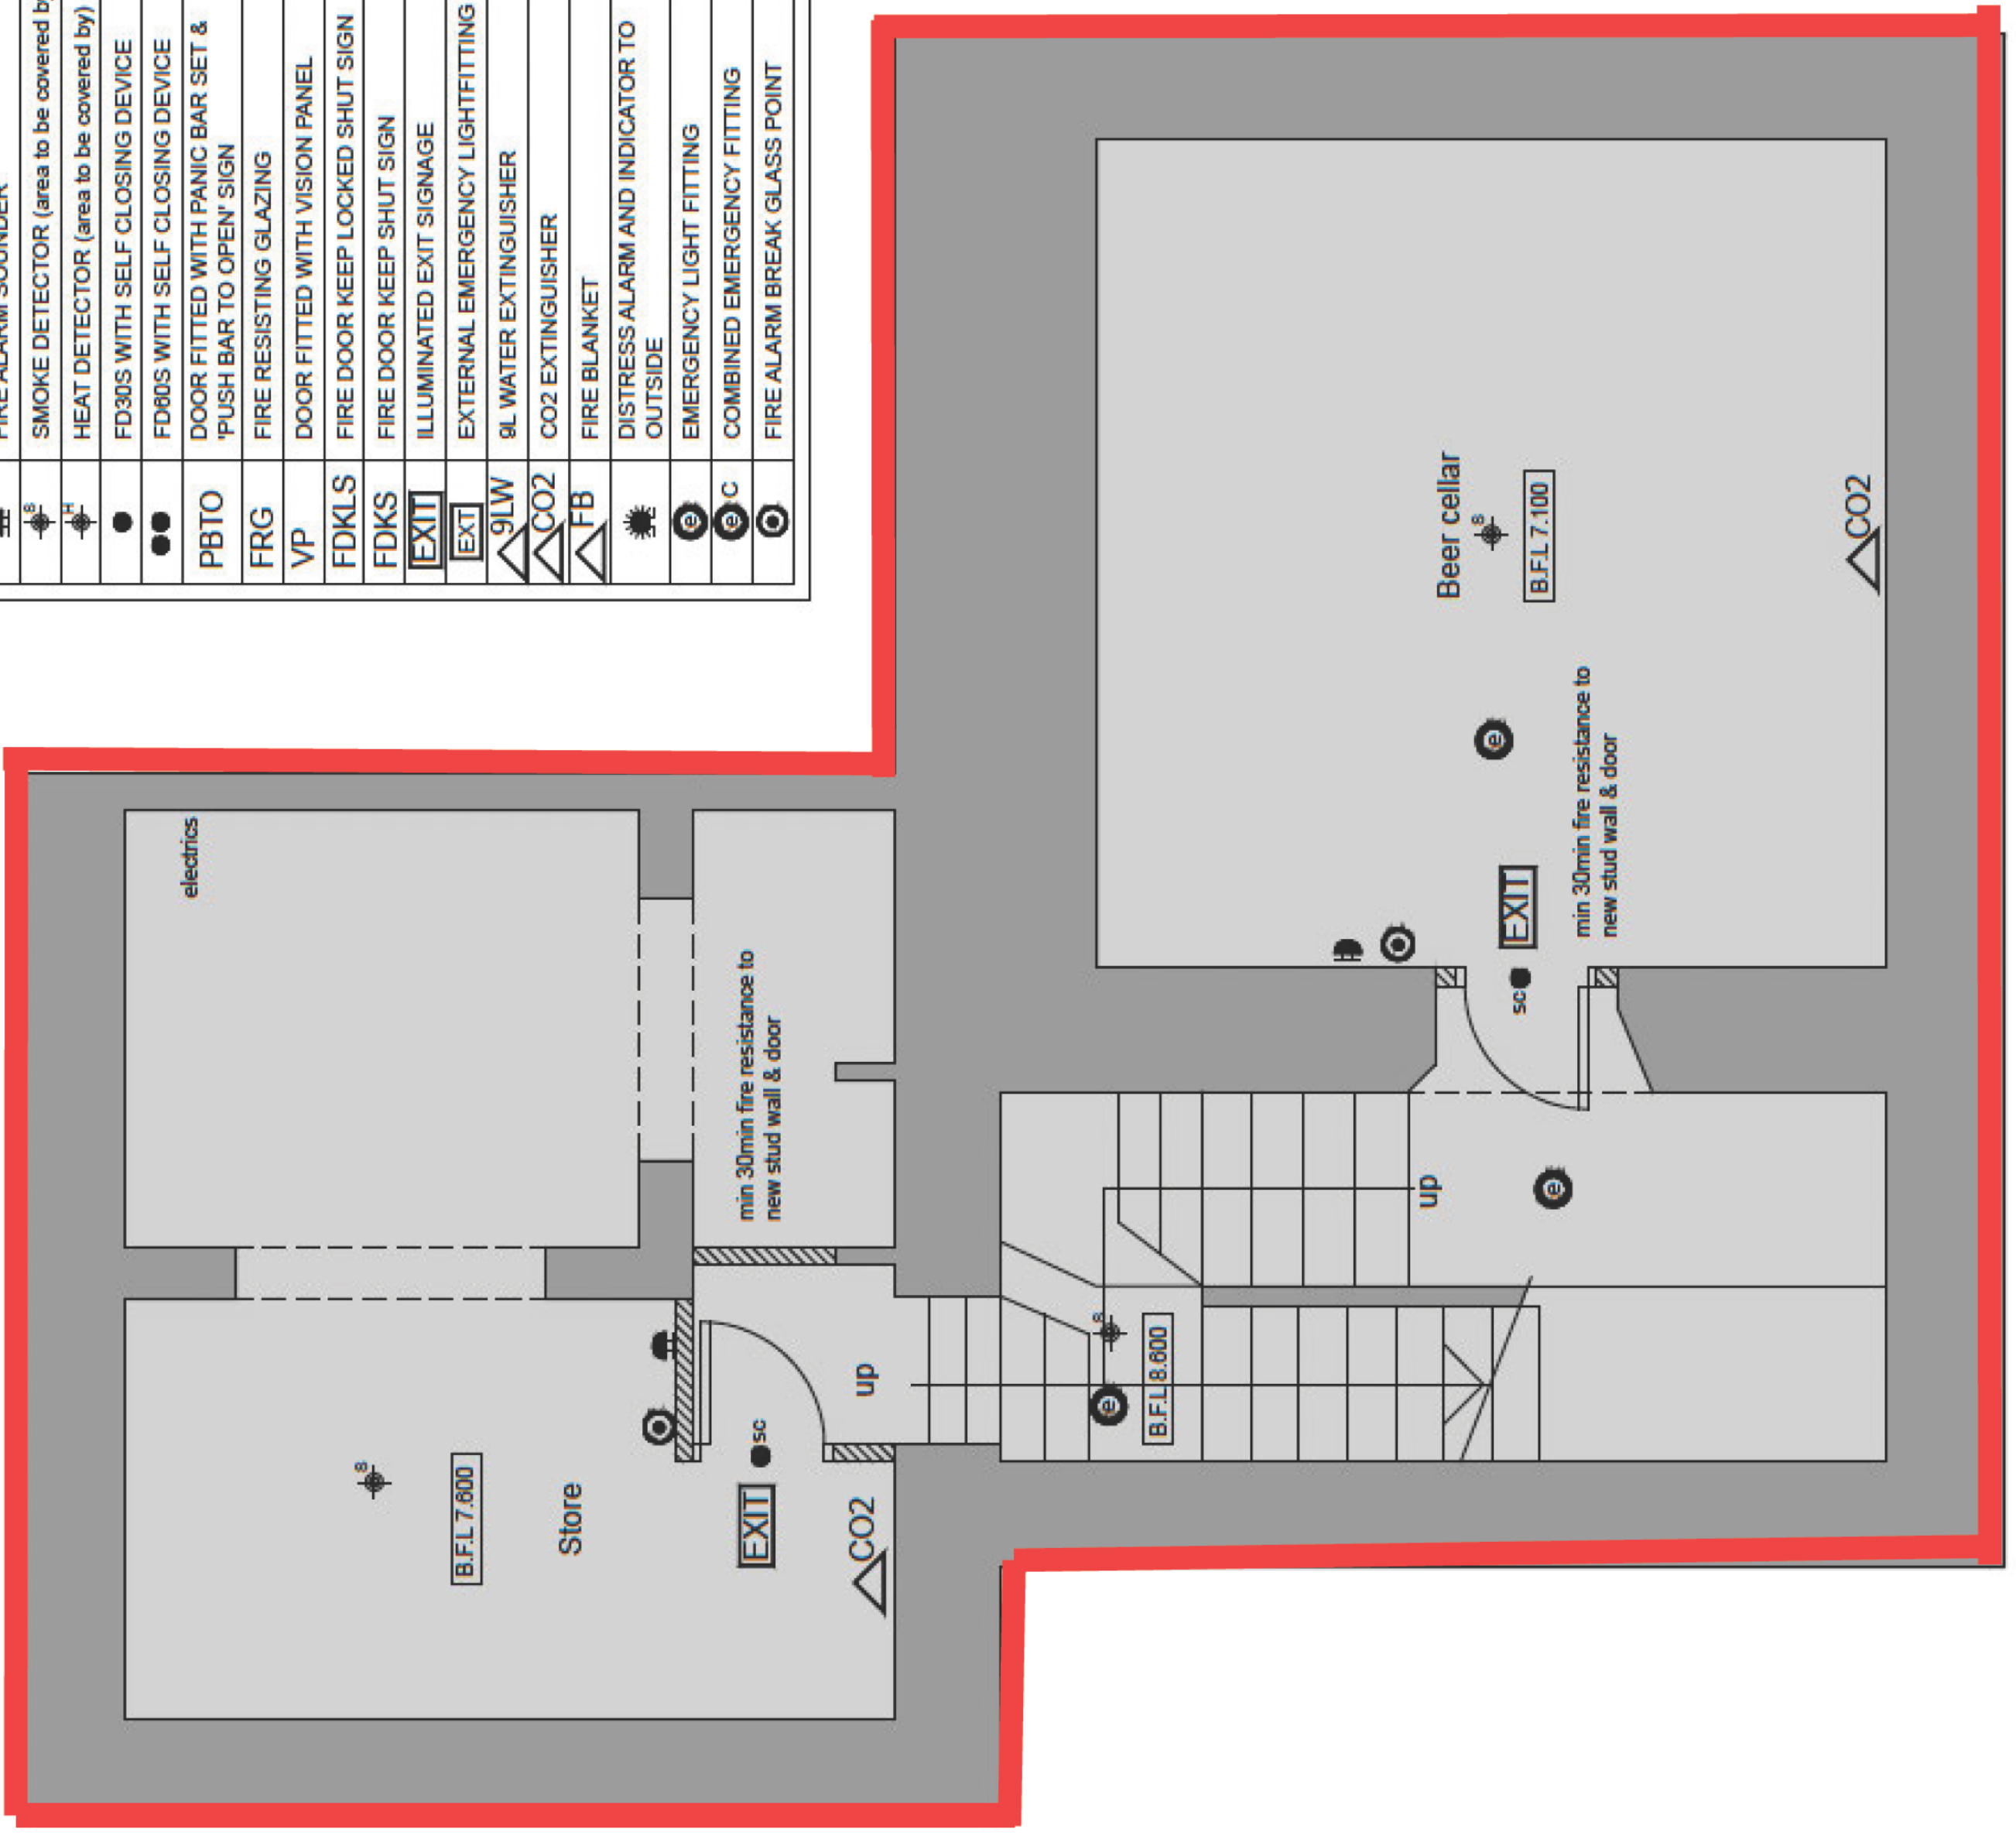 FIRE ALARM SOUNDER
S
SMOKE DETECTOR (area to be covered by
H
HEAT DETECTOR (area to be covered by)
FD30S WITH SELF CLOSING DEVICE
FD60S WITH SELF CLOSING DEVICE
PBTO
DOOR FITTED WITH PANIC BAR SET &
'PUSH BAR TO OPEN' SIGN
FRG
FIRE RESISTING GLAZING
VP
DOOR FITTED WITH VISION PANEL
FDKLS
FIRE DOOR KEEP LOCKED SHUT SIGN
FDKS
FIRE DOOR KEEP SHUT SIGN
EXIT
ILLUMINATED EXIT SIGNAGE
EXT
EXTERNAL EMERGENCY LIGHTFITTING
9LW
9L WATER EXTINGUISHER
CO2
CO2 EXTINGUISHER
FB
FIRE BLANKET
DISTRESS ALARM AND INDICATOR TO
OUTSIDE
e
EMERGENCY LIGHT FITTING
e C
COMBINED EMERGENCY FITTING
FIRE ALARM BREAK GLASS POINT
electrics
min 30min fire resistance to
new stud wall & door
S
B.F.L 7.600
Store
sc
EXIT
CO2
up
S
e
B.F.L 8.600
up
e
Beer cellar
S
B.F.L 7.100
CO2
e
min 30min fire resistance to
new stud wall & door
EXIT
sc